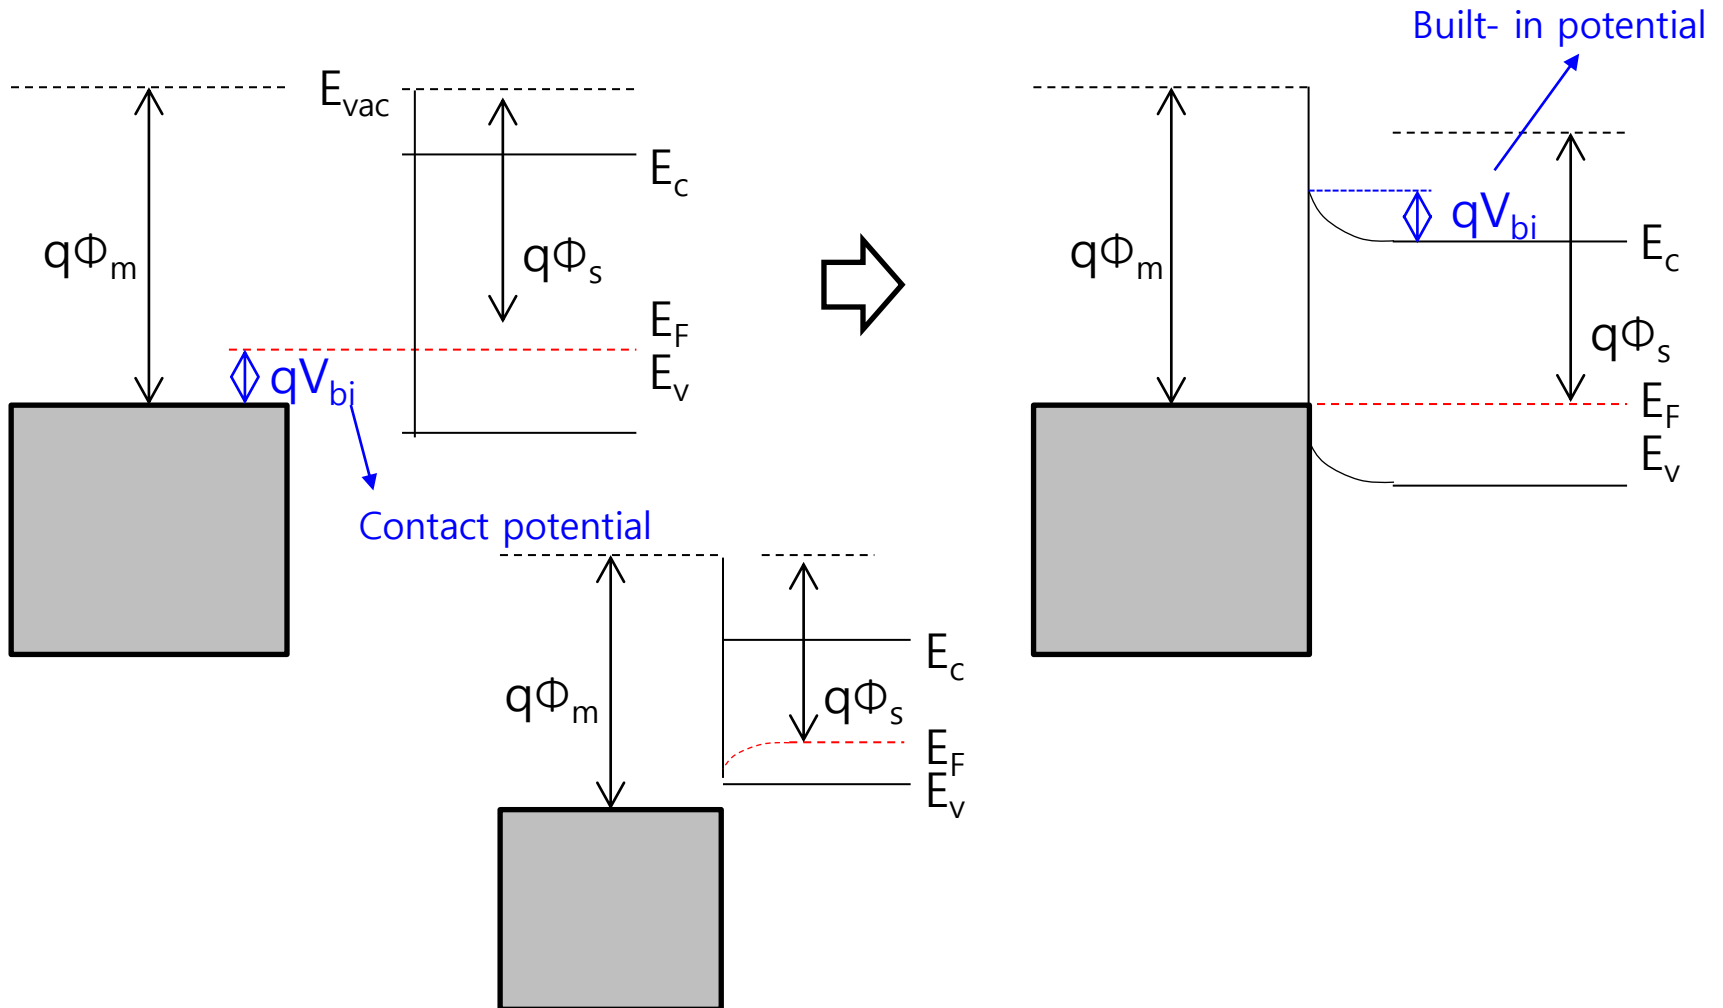 Built- in potential
E_vac
E_c
qΦ_m
qΦ_s
E_F
qV_bi
E_v
Contact potential
qΦ_m
qV_bi
E_c
qΦ_s
E_F
E_v
qΦ_m
E_c
qΦ_s
E_F
E_v